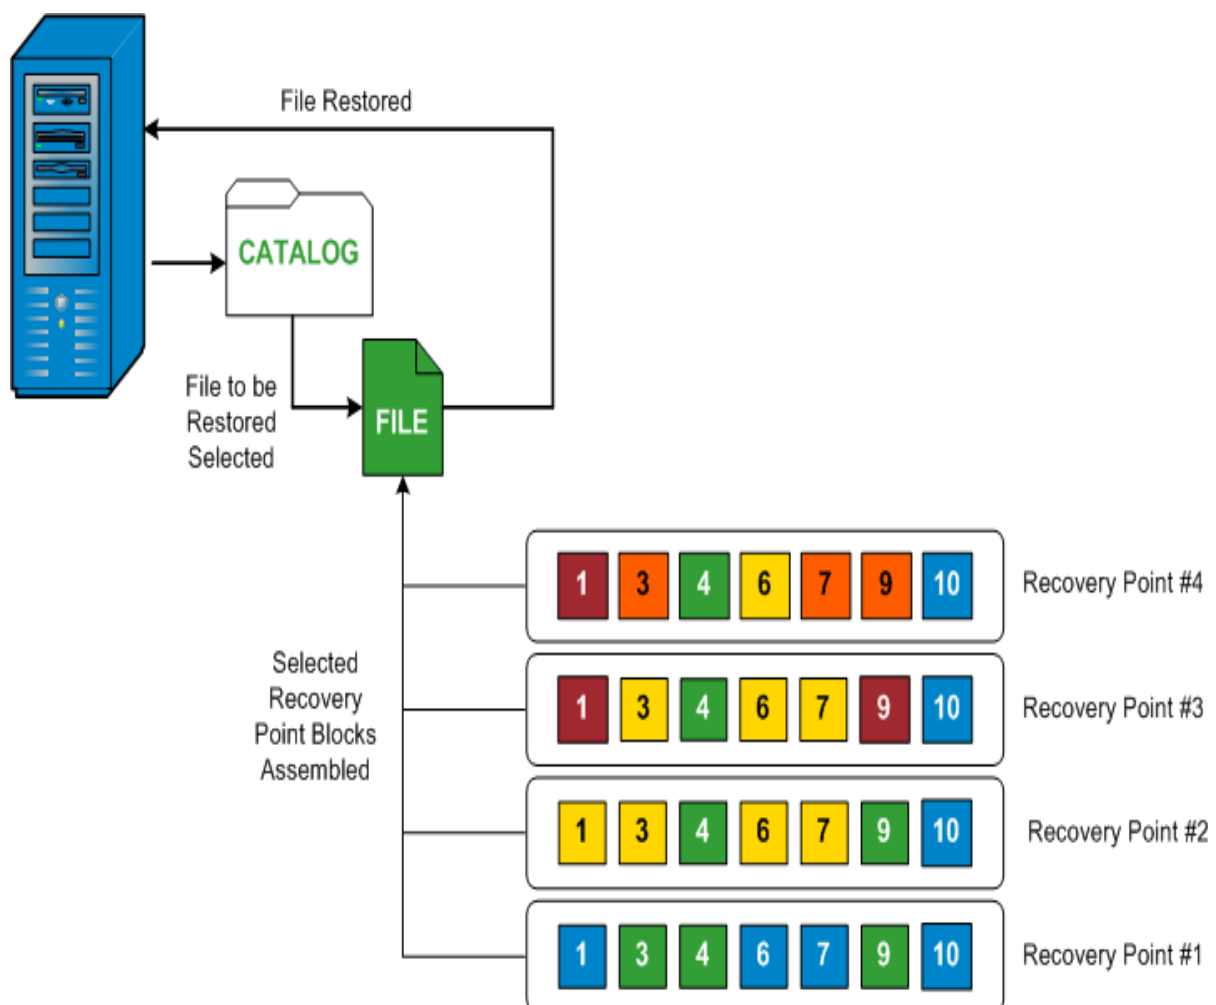 File Restored
CATALOG
File to be
Restored
Selected
FILE
Selected
Recovery
Point Blocks
Assembled
1 3 4 6 7 9 10 Recovery Point #4
1 3 4 6 7 9 10 Recovery Point #3
1 3 4 6 7 9 10 Recovery Point #2
1 3 4 6 7 9 10 Recovery Point #1